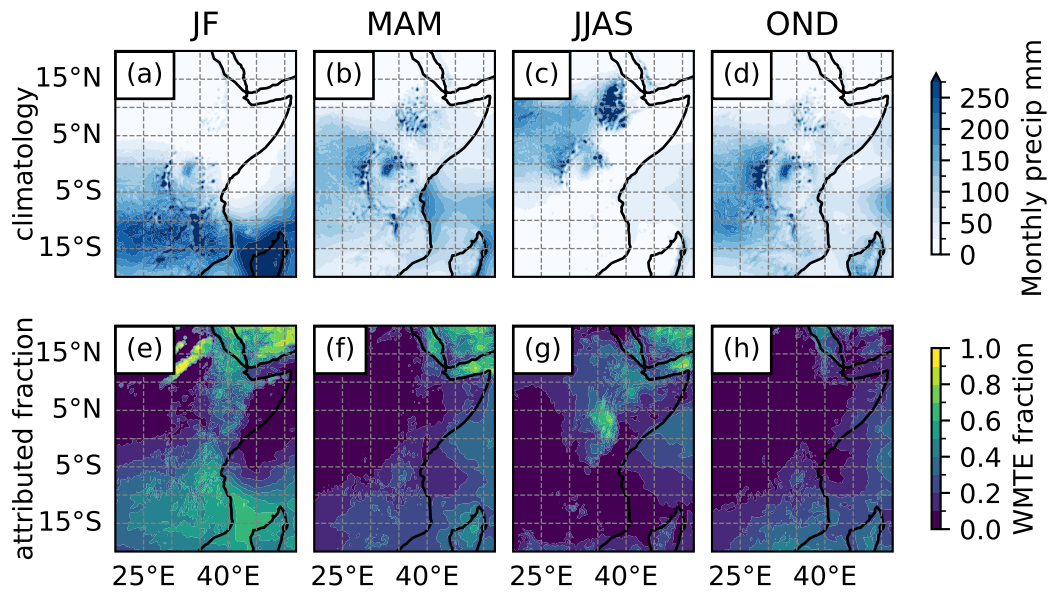 JF MAM JJAS OND
climatology
15°N
5°N
5°S
15°S
(a) (b) (c) (d)
250
200
150
100
50
0
Monthly precip mm
attributed fraction
15°N
5°N
5°S
15°S
(e) (f) (g) (h)
1.0
0.8
0.6
0.4
0.2
0.0
WMTE fraction
25°E 40°E 25°E 40°E 25°E 40°E 25°E 40°E